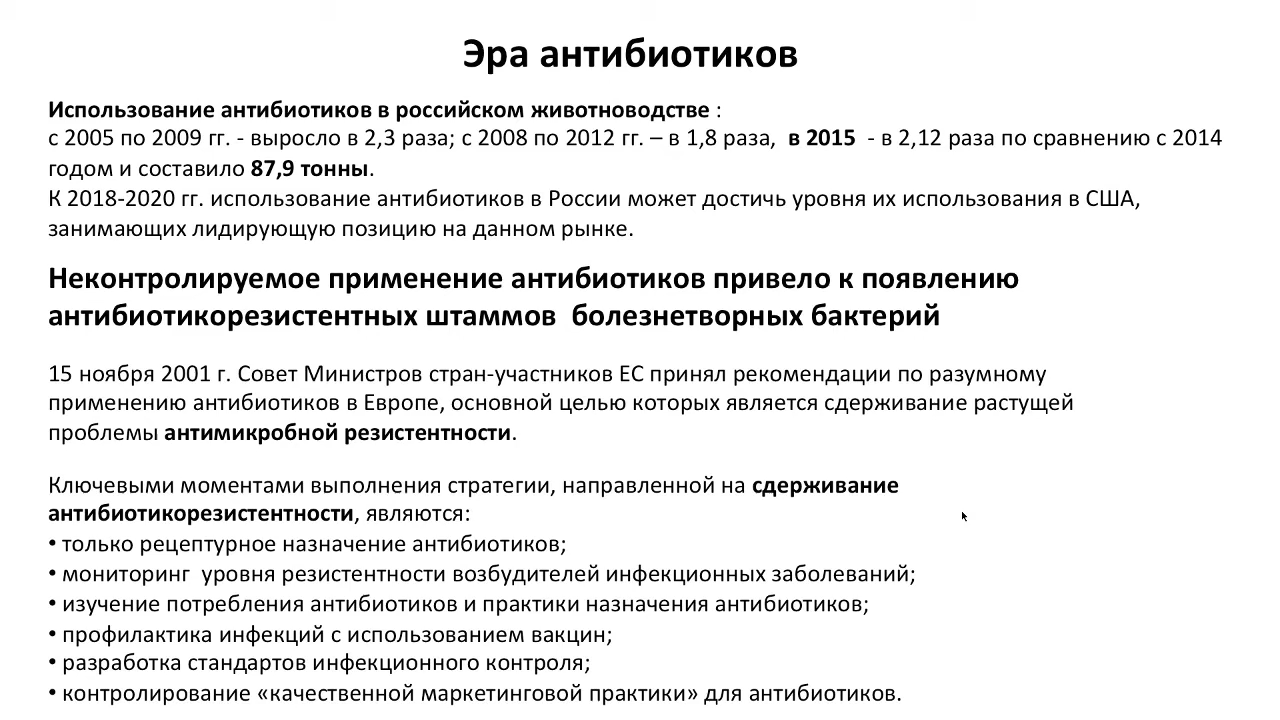 Эра антибиотиков
Использование антибиотиков в российском животноводстве :
с 2005 по 2009 гг. - выросло в 2,3 раза; с 2008 по 2012 гг. – в 1,8 раза,  в 2015  - в 2,12 раза по сравнению с 2014
годом и составило 87,9 тонны.
К 2018-2020 гг. использование антибиотиков в России может достичь уровня их использования в США,
занимающих лидирующую позицию на данном рынке.
Неконтролируемое применение антибиотиков привело к появлению
антибиотикорезистентных штаммов  болезнетворных бактерий
15 ноября 2001 г. Совет Министров стран-участников ЕС принял рекомендации по разумному
применению антибиотиков в Европе, основной целью которых является сдерживание растущей
проблемы антимикробной резистентности.
Ключевыми моментами выполнения стратегии, направленной на сдерживание
антибиотикорезистентности, являются:
• только рецептурное назначение антибиотиков;
• мониторинг  уровня резистентности возбудителей инфекционных заболеваний;
• изучение потребления антибиотиков и практики назначения антибиотиков;
• профилактика инфекций с использованием вакцин;
• разработка стандартов инфекционного контроля;
• контролирование «качественной маркетинговой практики» для антибиотиков.